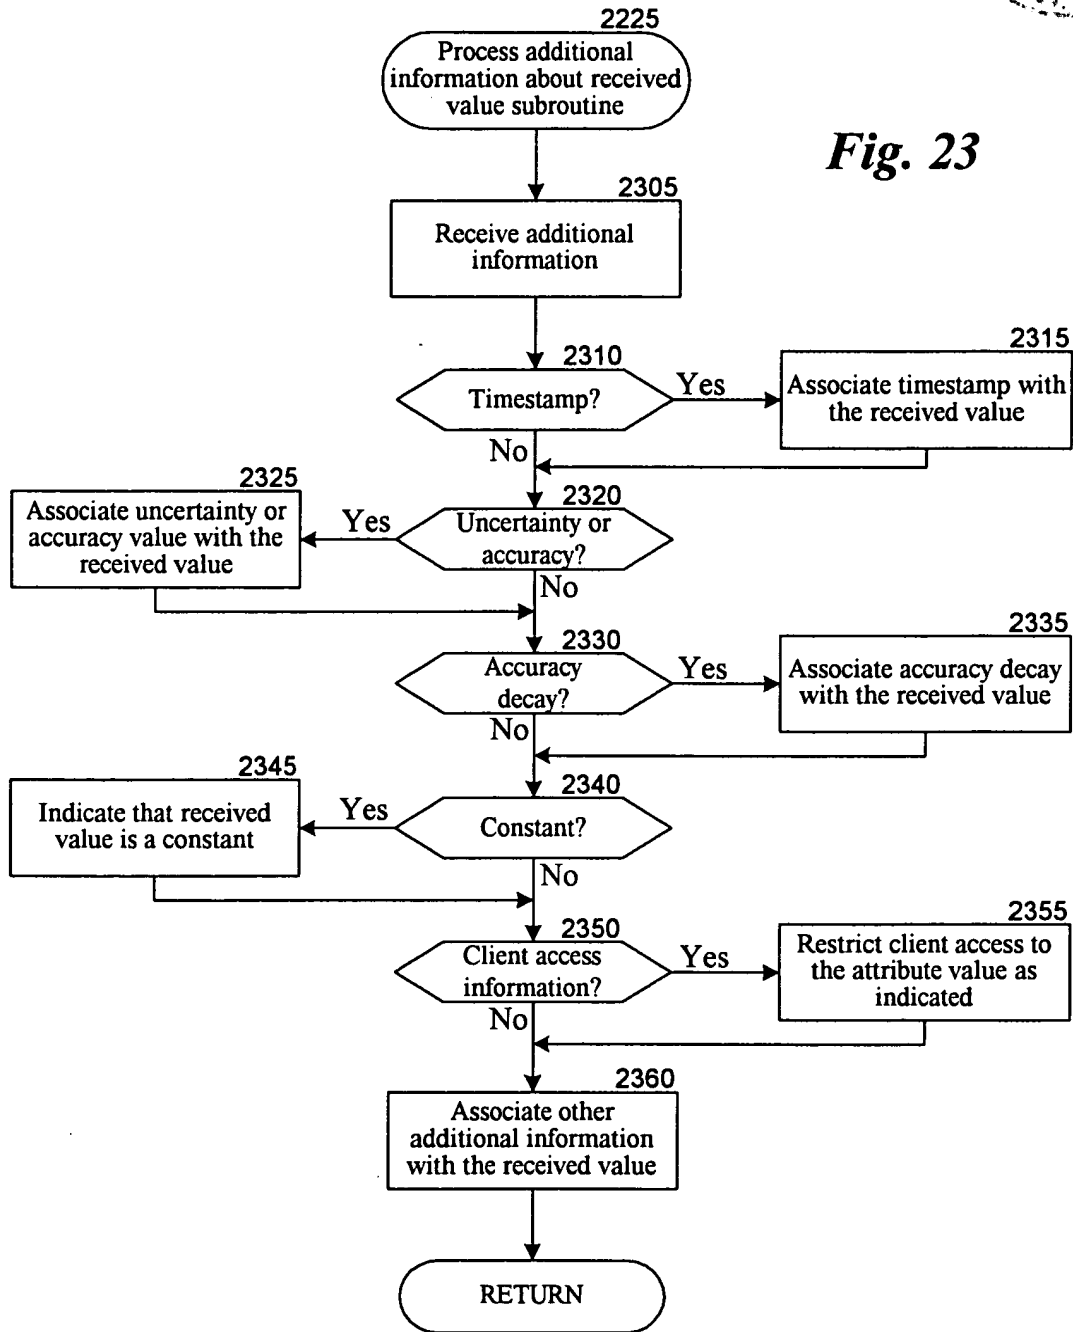 2225
Process additional
information about received
value subroutine
Fig. 23
2305
Receive additional
information
2310
Timestamp?
Yes
No
2315
Associate timestamp with
the received value
2320
Uncertainty or
accuracy?
Yes
No
2325
Associate uncertainty or
accuracy value with the
received value
2330
Accuracy
decay?
Yes
No
2335
Associate accuracy decay
with the received value
2340
Constant?
Yes
No
2345
Indicate that received
value is a constant
2350
Client access
information?
Yes
No
2355
Restrict client access to
the attribute value as
indicated
2360
Associate other
additional information
with the received value
RETURN